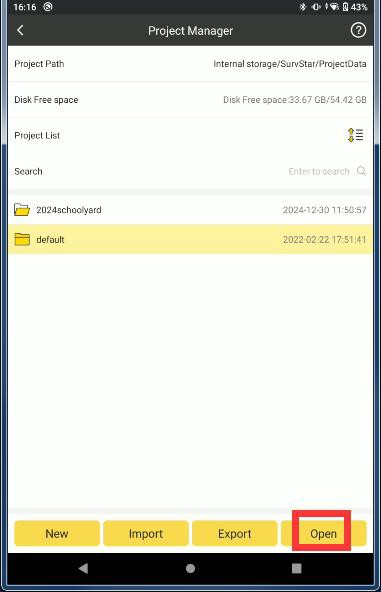 16:16 43%
Project Manager
Project Path Internal storage/SurvStar/ProjectData
Disk Free space Disk Free space:33.67 GB/54.42 GB
Project List
Search Enter to search
2024schoolyard 2024-12-30 11:50:57
default 2022-02-22 17:51:41
New Import Export Open